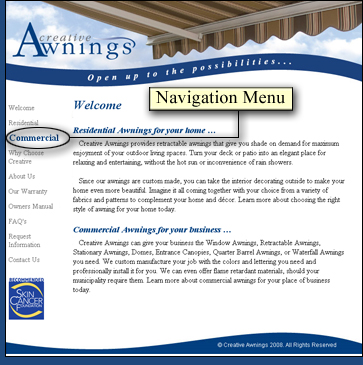 creative
Awnings
Open up to the possibilities...
Welcome
Navigation Menu
Welcome
Residential
Commercial
Why Choose
Creative
About Us
Our Warranty
Owners Manual
FAQ's
Request
Information
Contact Us
RECOMMENDED
SKIN
CANCER
FOUNDATION
Residential Awnings for your home ...
Creative Awnings provides retractable awnings that give you shade on demand for maximum
enjoyment of your outdoor living spaces. Turn your deck or patio into an elegant place for
relaxing and entertaining, without the hot sun or inconvenience of rain showers.
Since our awnings are custom made, you can take the interior decorating outside to make your
home even more beautiful. Imagine it all coming together with your choice from a variety of
fabrics and patterns to complement your home and décor. Learn more about choosing the right
style of awning for your home today.
Commercial Awnings for your business ...
Creative Awnings can give your business the Window Awnings, Retractable Awnings,
Stationary Awnings, Domes, Entrance Canopies, Quarter Barrel Awnings, or Waterfall Awnings
you need. We custom manufacture your job with the colors and lettering you need and
professionally install it for you. We can even offer flame retardant materials, should your
municipality require them. Learn more about commercial awnings for your place of business
today.
© Creative Awnings 2008. All rights reserved.